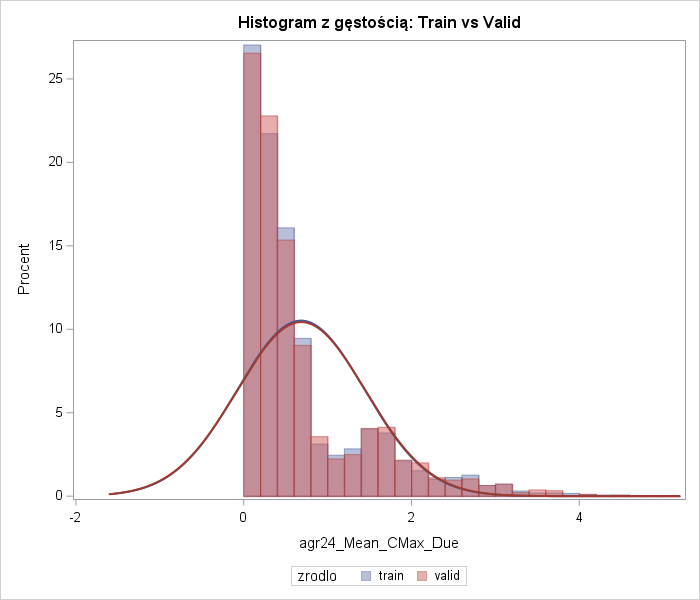 Histogram z gęstością: Train vs Valid
Procent
25
20
15
10
5
0
-2 0 2 4
agr24_Mean_CMax_Due
zrodlo train valid